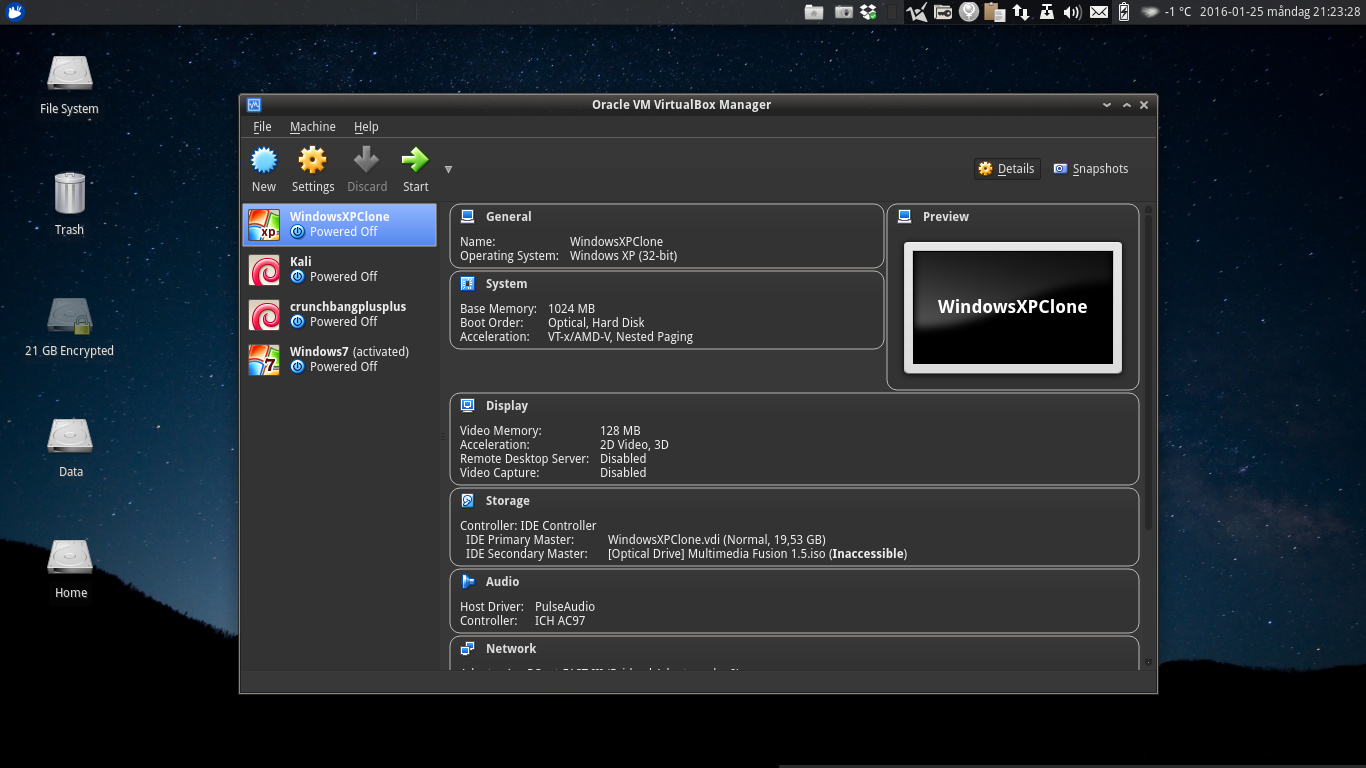 -1 °C 2016-01-25 måndag 21:23:28
File System
Trash
21 GB Encrypted
Data
Home
Oracle VM VirtualBox Manager
File Machine Help
New Settings Discard Start
Details Snapshots
WindowsXPClone
Powered Off
Kali
Powered Off
crunchbangplusplus
Powered Off
Windows7 (activated)
Powered Off
xp
7
General
Name: WindowsXPClone
Operating System: Windows XP (32-bit)
System
Base Memory: 1024 MB
Boot Order: Optical, Hard Disk
Acceleration: VT-x/AMD-V, Nested Paging
Preview
WindowsXPClone
Display
Video Memory: 128 MB
Acceleration: 2D Video, 3D
Remote Desktop Server: Disabled
Video Capture: Disabled
Storage
Controller: IDE Controller
IDE Primary Master: WindowsXPClone.vdi (Normal, 19,53 GB)
IDE Secondary Master: [Optical Drive] Multimedia Fusion 1.5.iso (Inaccessible)
Audio
Host Driver: PulseAudio
Controller: ICH AC97
Network